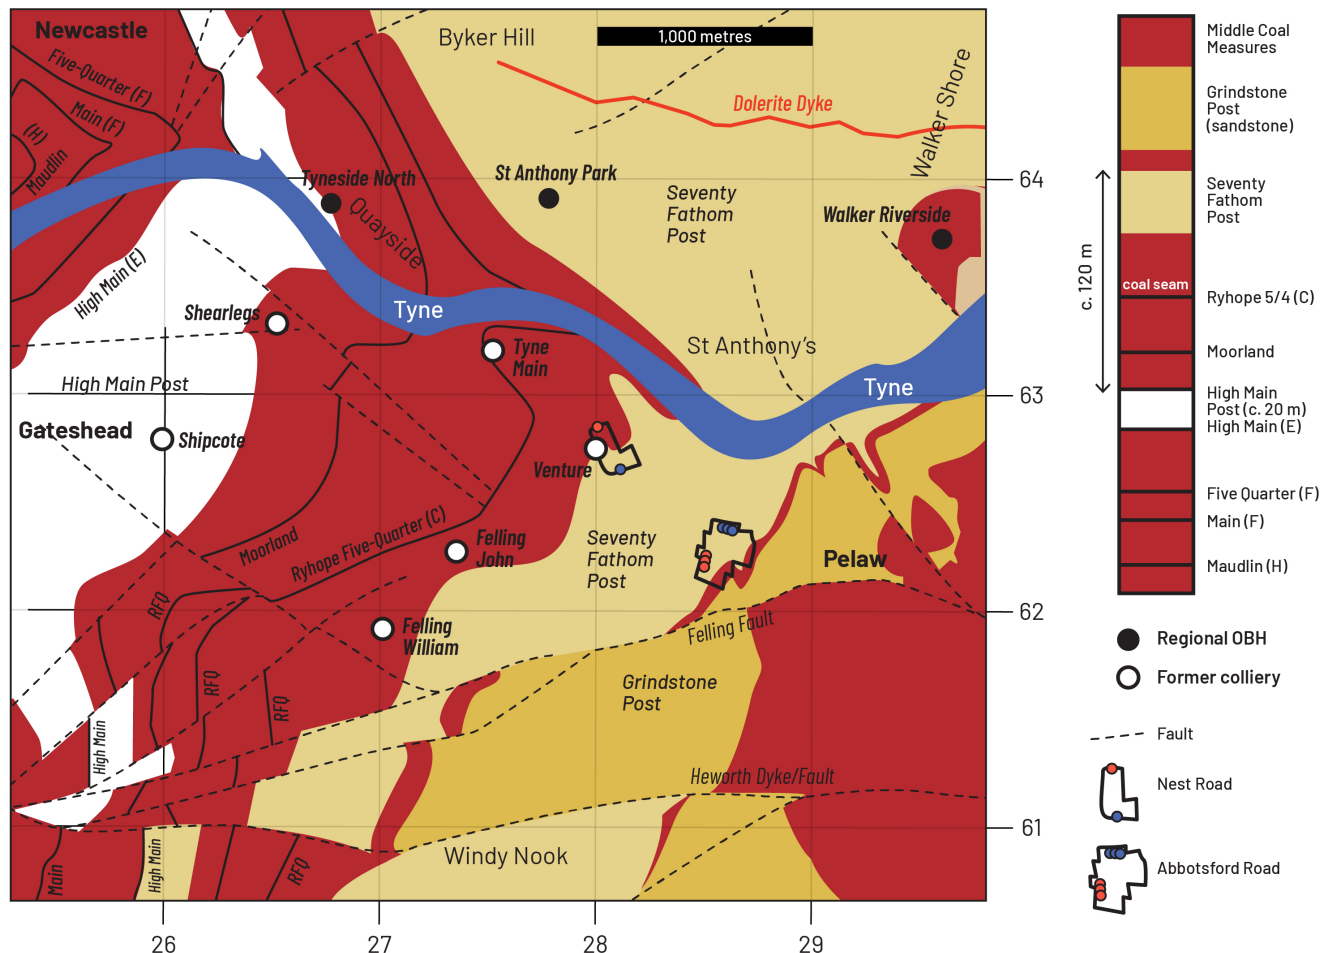 Newcastle
Byker Hill
1,000 metres
Five-Quarter (F)
Main (F)
(H)
Maudlin
Dolerite Dyke
Walker Shore
Tyneside North
St Anthony Park
Quayside
Seventy
Fathom
Post
Walker Riverside
64
High Main (E)
Shearlegs
Tyne
Tyne
Main
St Anthony's
Tyne
High Main Post
63
Gateshead
Shipcote
Venture
Moorland
Ryhope Five-Quarter (C)
Felling
John
Seventy
Fathom
Post
Pelaw
RFQ
62
Felling
William
Felling Fault
RFQ
RFQ
Grindstone
Post
High Main
Heworth Dyke/Fault
61
Main
High Main
RFQ
Windy Nook
26
27
28
29
Middle Coal
Measures
Grindstone
Post
(sandstone)
Seventy
Fathom
Post
c. 120 m
coal seam
Ryhope 5/4 (C)
Moorland
High Main
Post (c. 20 m)
High Main (E)
Five Quarter (F)
Main (F)
Maudlin (H)
Regional OBH
Former colliery
Fault
Nest Road
Abbotsford Road